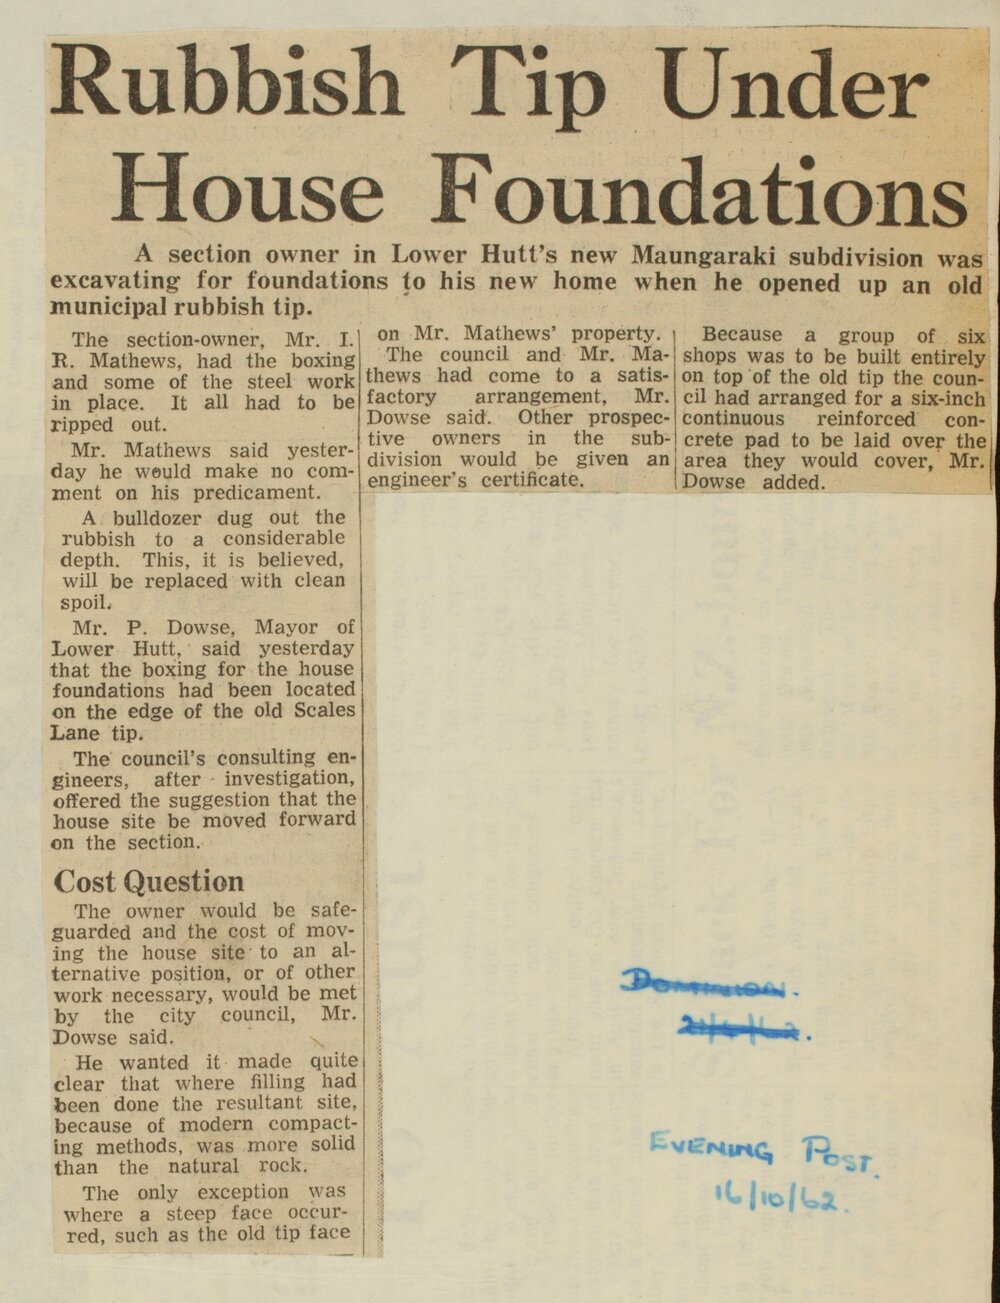 Rubbish Tip Under
House Foundations
A section owner in Lower Hutt's new Maungaraki subdivision was
excavating for foundations to his new home when he opened up an old
municipal rubbish tip.
The section-owner, Mr. I.
R. Mathews, had the boxing
and some of the steel work
in place. It all had to be
ripped out.
Mr. Mathews said yester-
day he would make no com-
ment on his predicament.
A bulldozer dug out the
rubbish to a considerable
depth. This, it is believed,
will be replaced with clean
spoil.
Mr. P. Dowse, Mayor of
Lower Hutt, said yesterday
that the boxing for the house
foundations had been located
on the edge of the old Scales
Lane tip.
The council's consulting en-
gineers, after investigation,
offered the suggestion that the
house site be moved forward
on the section.
Cost Question
The owner would be safe-
guarded and the cost of mov-
ing the house site to an al-
ternative position, or of other
work necessary, would be met
by the city council, Mr.
Dowse said.
He wanted it made quite
clear that where filling had
been done the resultant site,
because of modern compact-
ing methods, was more solid
than the natural rock.
The only exception was
where a steep face occur-
red, such as the old tip face
on Mr. Mathews' property.
The council and Mr. Ma-
thews had come to a satis-
factory arrangement, Mr.
Dowse said. Other prospec-
tive owners in the sub-
division would be given an
engineer's certificate.
Because a group of six
shops was to be built entirely
on top of the old tip the coun-
cil had arranged for a six-inch
continuous reinforced con-
crete pad to be laid over the
area they would cover, Mr.
Dowse added.
DOMINION.
EVENING POST.
16/10/62.